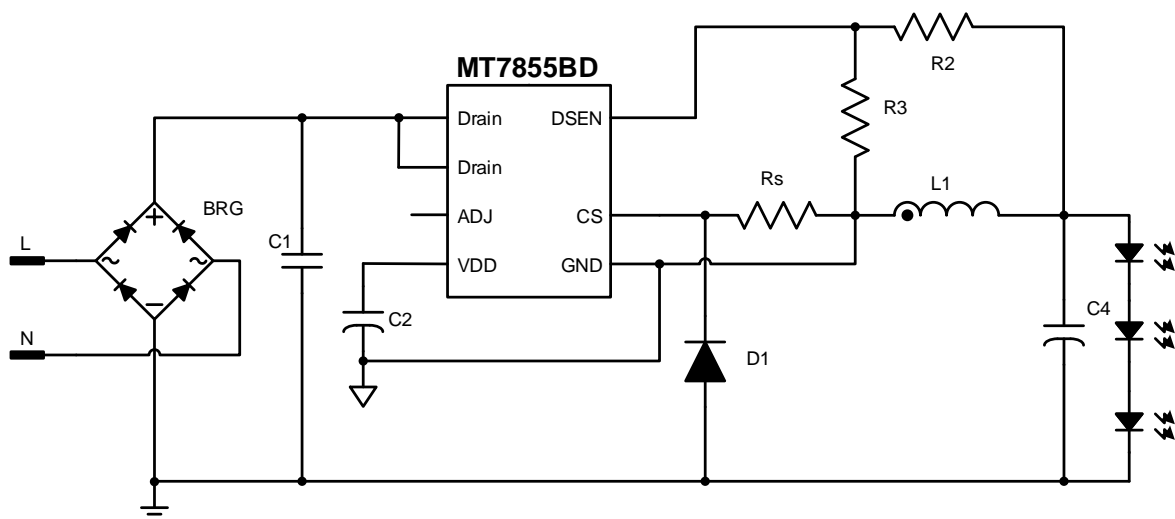 MT7855BD
R2
Drain DSEN
R3
Drain
Rs L1
BRG
ADJ CS
+
L
C1
~ ~
VDD GND
C2
C4
−
N
D1